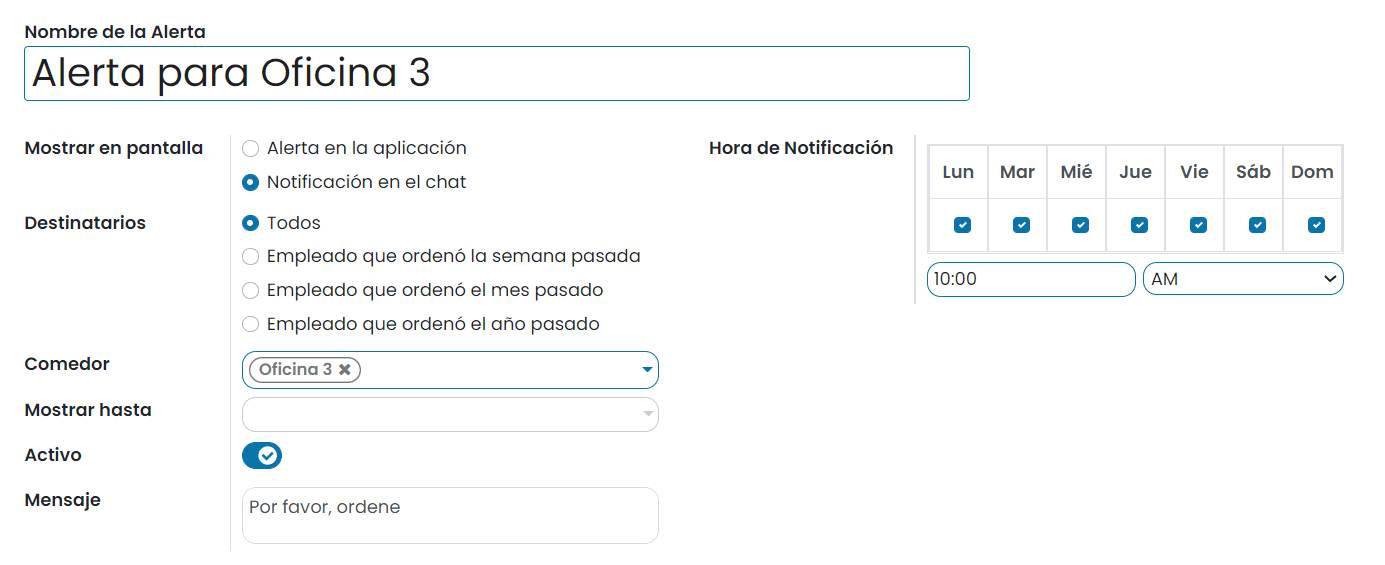 Nombre de la Alerta
Alerta para Oficina 3
Mostrar en pantalla
Alerta en la aplicación
Notificación en el chat
Destinatarios
Todos
Empleado que ordenó la semana pasada
Empleado que ordenó el mes pasado
Empleado que ordenó el año pasado
Comedor
Oficina 3 ✖
Mostrar hasta
Activo
Mensaje
Por favor, ordene
Hora de Notificación
Lun Mar Mié Jue Vie Sáb Dom
10:00 AM